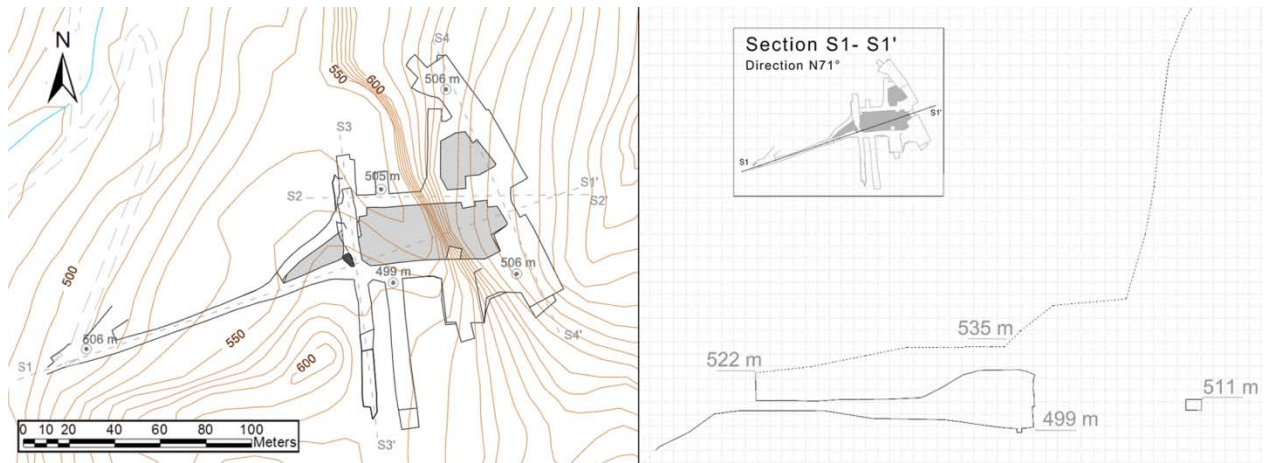 N
S4
550
600
506 m
S3
505 m
S1'
S2
S2'
500
499 m
506 m
506 m
550
S4'
S1
600
S3'
0 10 20 40 60 80 100
Meters
Section S1- S1'
Direction N71°
S1'
S1
535 m
522 m
511 m
499 m